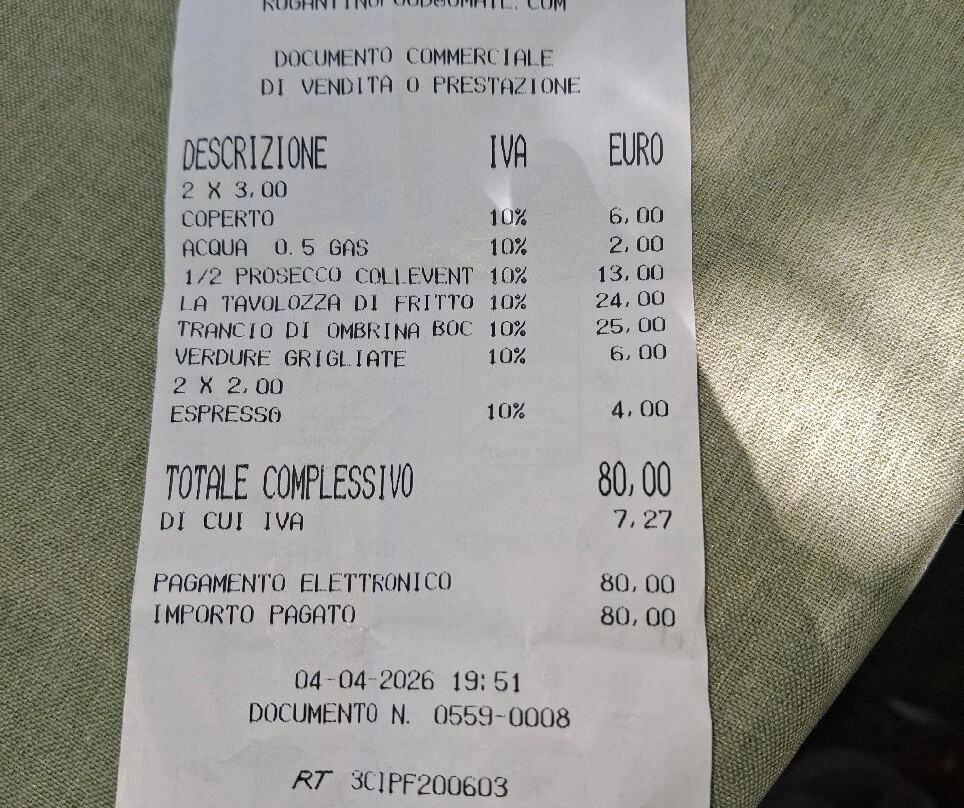 DOCUMENTO COMMERCIALE
DI VENDITA O PRESTAZIONE
DESCRIZIONE IVA EURO
2 X 3,00
COPERTO 10% 6,00
ACQUA 0.5 GAS 10% 2,00
1/2 PROSECCO COLLEVENT 10% 13,00
LA TAVOLOZZA DI FRITTO 10% 24,00
TRANCIO DI OMBRINA BOC 10% 25,00
VERDURE GRIGLIATE 10% 6,00
2 X 2,00
ESPRESSO 10% 4,00
TOTALE COMPLESSIVO 80,00
DI CUI IVA 7,27
PAGAMENTO ELETTRONICO 80,00
IMPORTO PAGATO 80,00
04-04-2026 19:51
DOCUMENTO N. 0559-0008
RT 3CIPF200603